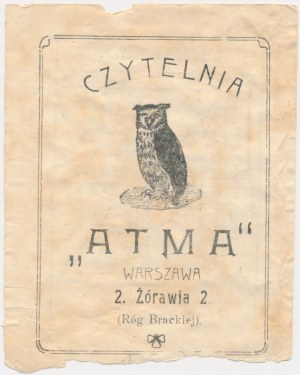 CZYTELNIA
„ATMA“
WARSZAWA
2. Żórawia 2.
(Róg Brackiej).